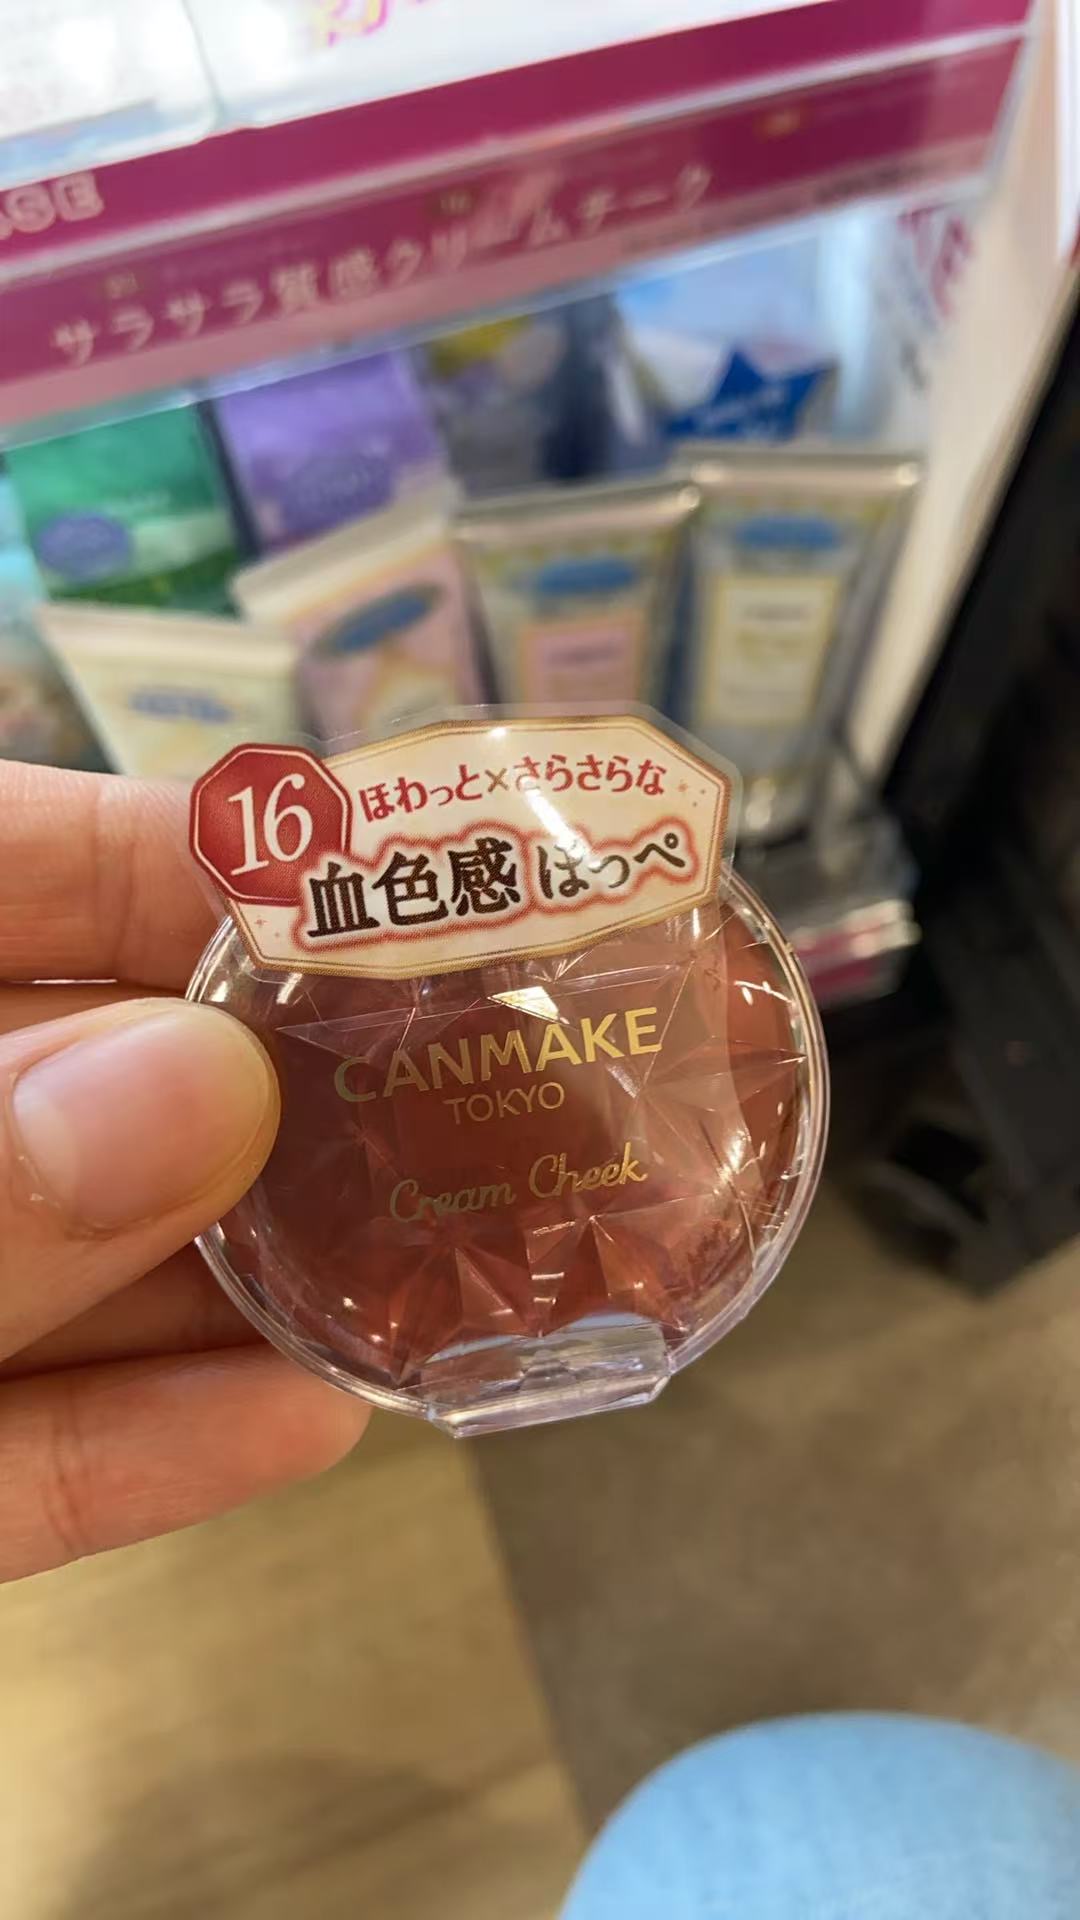 サラサラ質感クリームチーク
16
ほわっと×さらさらな
血色感 ほっぺ
CANMAKE
TOKYO
Cream Cheek